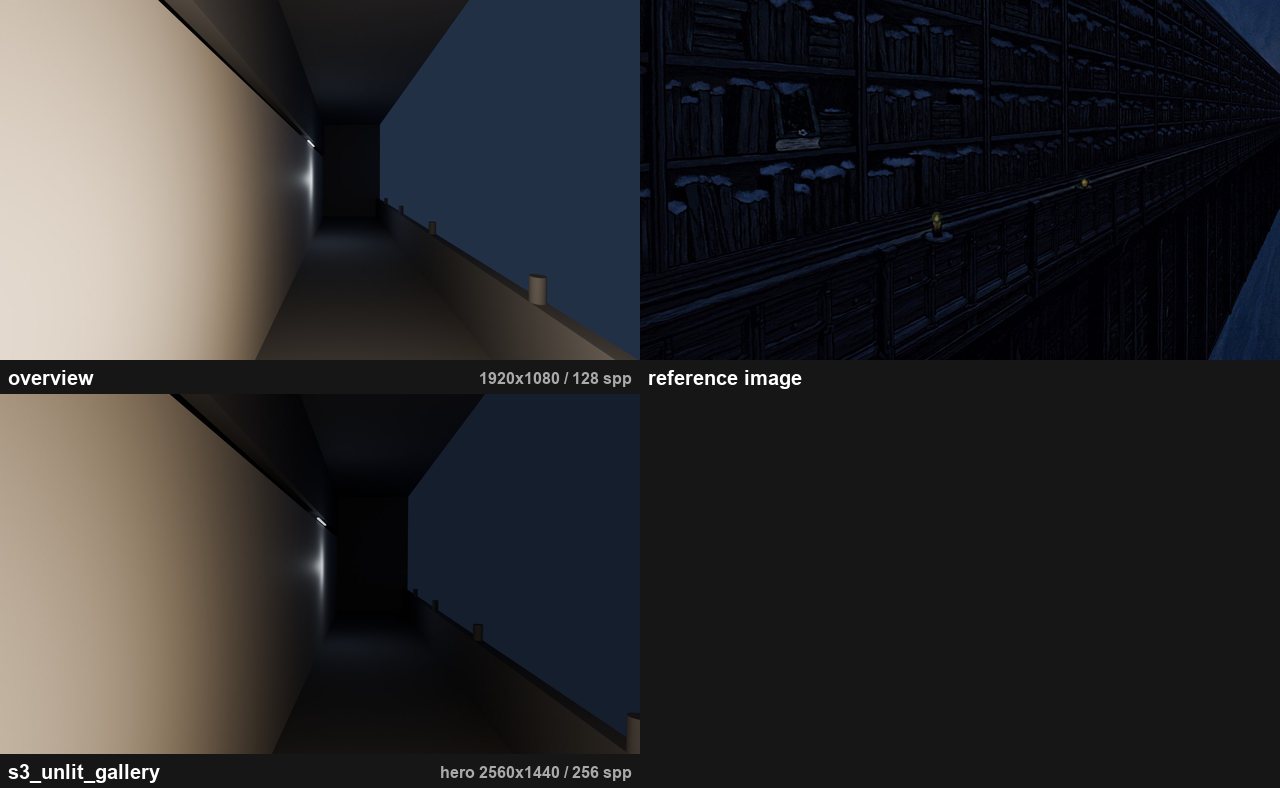 overview
1920x1080 / 128 spp
reference image
s3_unlit_gallery
hero 2560x1440 / 256 spp